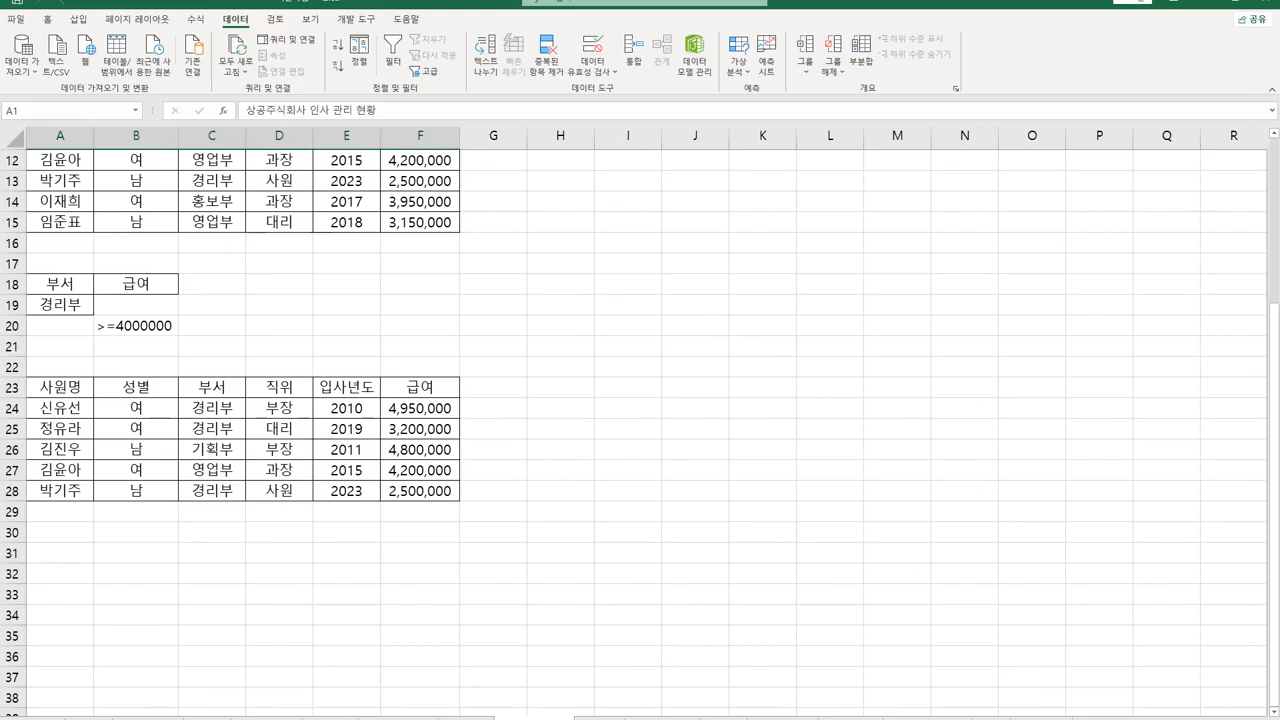 파일 홈 삽입 페이지 레이아웃 수식 데이터 검토 보기 개발 도구 도움말 공유
데이터 가져오기 텍스트/CSV 웹 테이블/범위에서 최근에 사용한 원본 기존 연결
데이터 가져오기 및 변환
모두 새로 고침 쿼리 및 연결 속성 연결 편집
쿼리 및 연결
정렬 필터 지우기 다시 적용 고급
정렬 및 필터
텍스트 나누기 빠른 채우기 중복된 항목 제거 데이터 유효성 검사 통합 관계 데이터 모델 관리
데이터 도구
가상 분석 예측 시트
예측
그룹 그룹 해제 부분합 하위 수준 표시 하위 수준 숨기기
개요
A1 fx 상공주식회사 인사 관리 현황
A B C D E F G H I J K L M N O P Q R
12 김윤아 여 영업부 과장 2015 4,200,000
13 박기주 남 경리부 사원 2023 2,500,000
14 이재희 여 홍보부 과장 2017 3,950,000
15 임준표 남 영업부 대리 2018 3,150,000
16
17
18 부서 급여
19 경리부
20 >=4000000
21
22
23 사원명 성별 부서 직위 입사년도 급여
24 신유선 여 경리부 부장 2010 4,950,000
25 정유라 여 경리부 대리 2019 3,200,000
26 김진우 남 기획부 부장 2011 4,800,000
27 김윤아 여 영업부 과장 2015 4,200,000
28 박기주 남 경리부 사원 2023 2,500,000
29
30
31
32
33
34
35
36
37
38